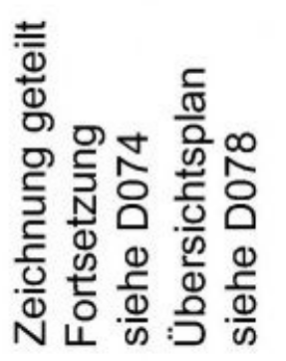 Zeichnung geteilt
Fortsetzung
siehe D074
Übersichtsplan
siehe D078